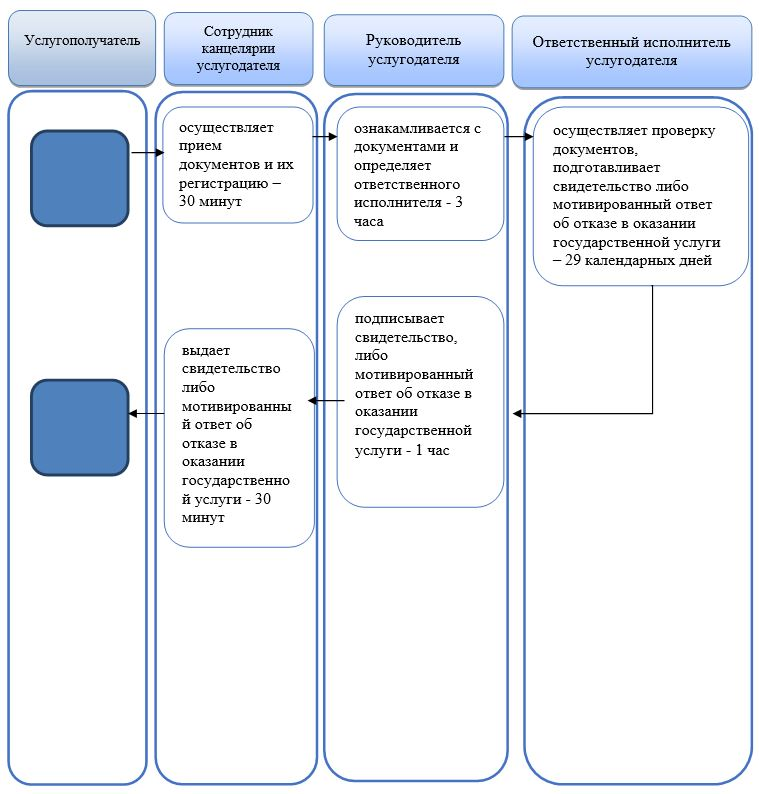 Услугополучатель
Сотрудник
канцелярии
услугодателя
Руководитель
услугодателя
Ответственный исполнитель
услугодателя
осуществляет
прием
документов и их
регистрацию –
30 минут
ознакамливается с
документами и
определяет
ответственного
исполнителя - 3
часа
осуществляет проверку
документов,
подготавливает
свидетельство либо
мотивированный ответ
об отказе в оказании
государственной услуги
– 29 календарных дней
выдает
свидетельство
либо
мотивированны
й ответ об
отказе в
оказании
государственно
й услуги - 30
минут
подписывает
свидетельство,
либо
мотивированный
ответ об отказе в
оказании
государственной
услуги - 1 час